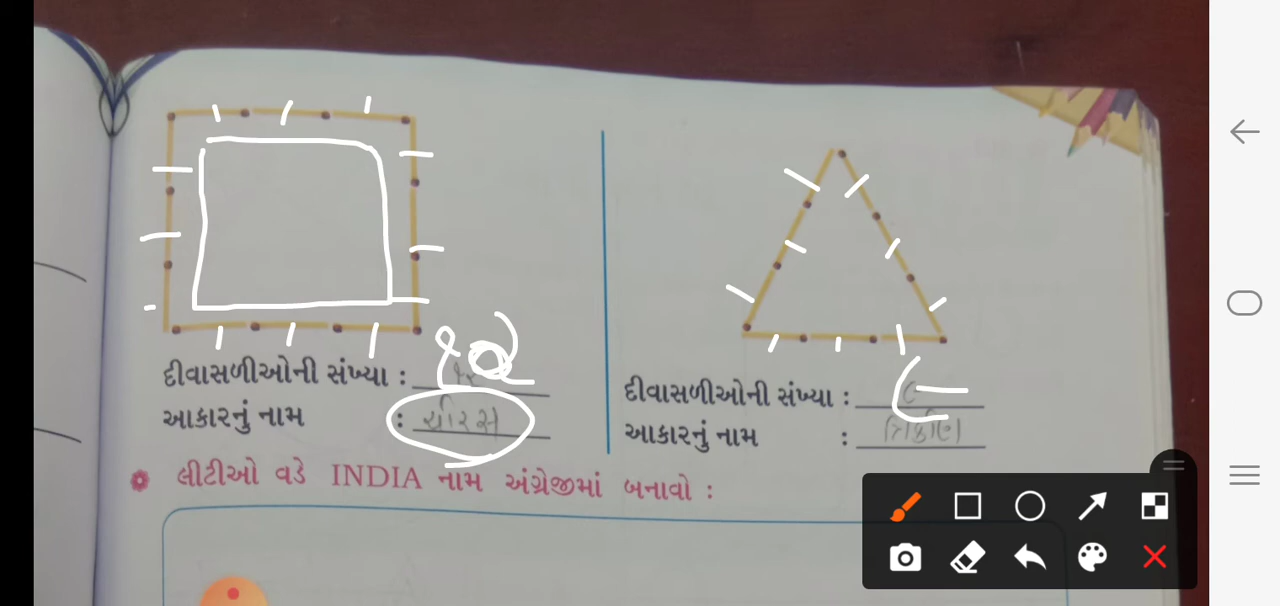 દીવાસળીઓની સંખ્યા : ૧૨
આકારનું નામ : ચોરસ
દીવાસળીઓની સંખ્યા : ૯
આકારનું નામ : ત્રિકોણ
લીટીઓ વડે INDIA નામ અંગ્રેજીમાં બનાવો :